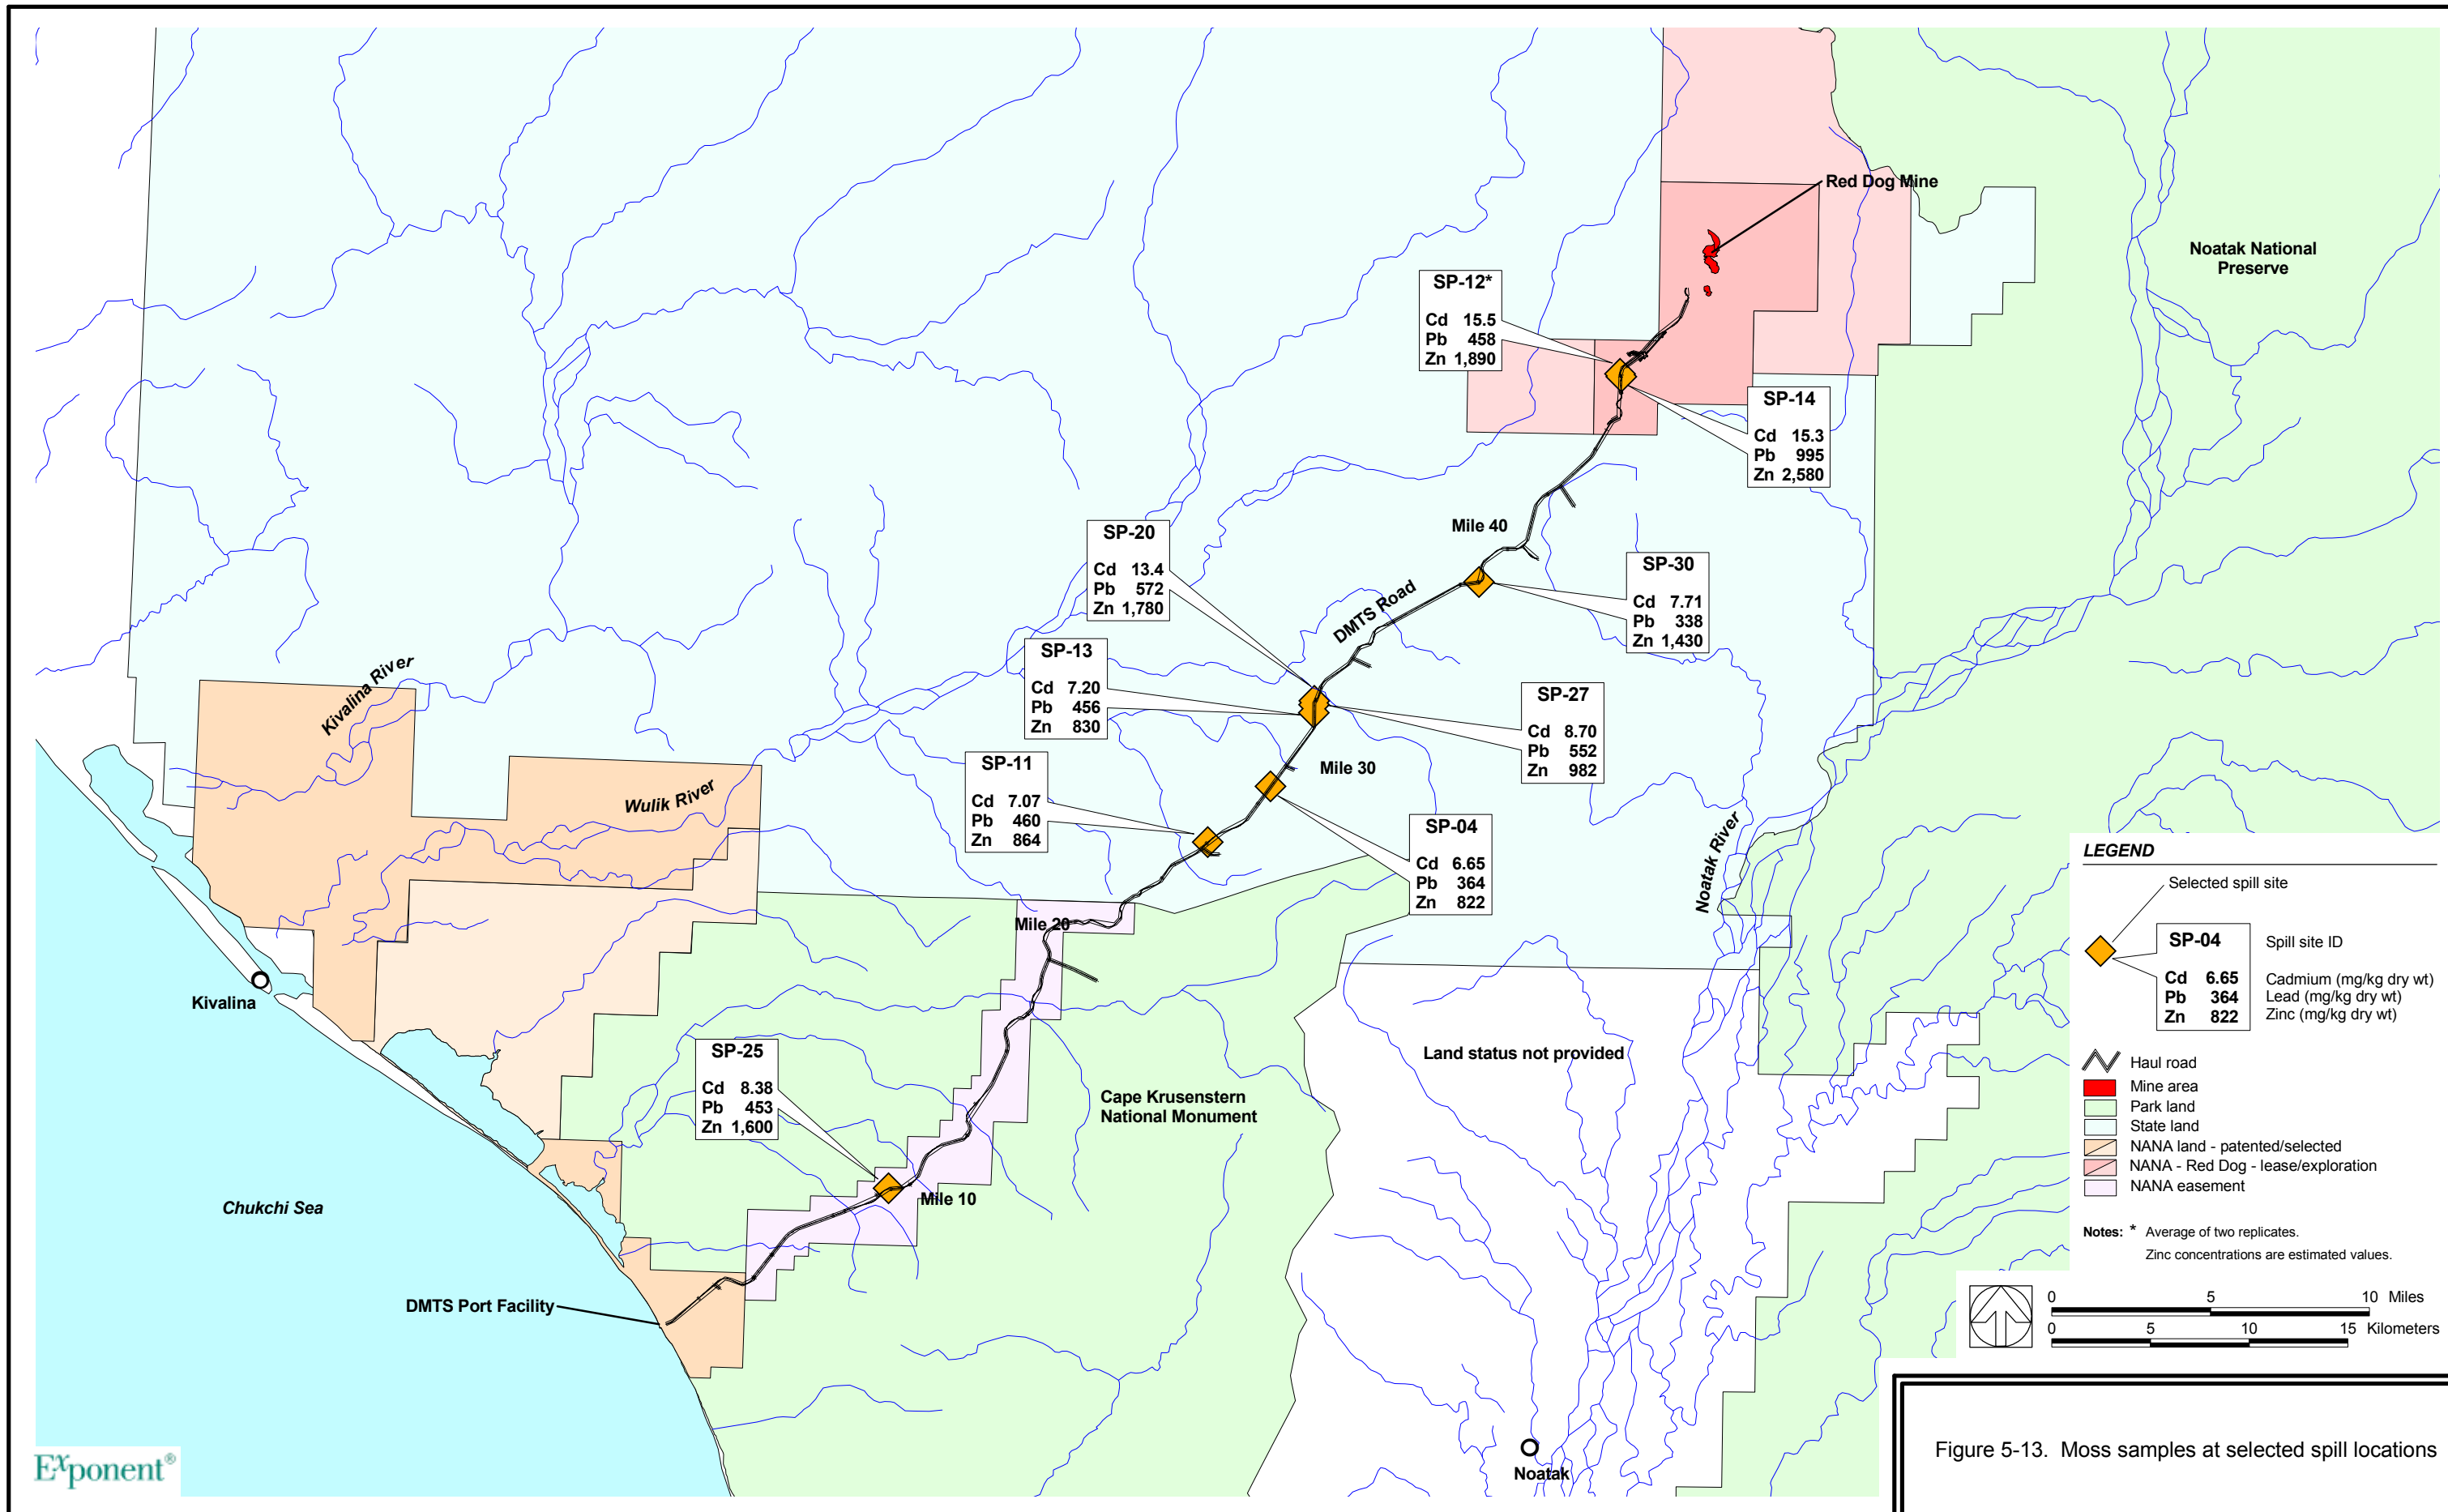 Red Dog Mine
Noatak National
Preserve
SP-12*
Cd 15.5
Pb 458
Zn 1,890
SP-14
Cd 15.3
Pb 995
Zn 2,580
SP-20
Cd 13.4
Pb 572
Zn 1,780
Mile 40
SP-30
Cd 7.71
Pb 338
Zn 1,430
DMTS Road
SP-13
Cd 7.20
Pb 456
Zn 830
SP-27
Cd 8.70
Pb 552
Zn 982
Kivalina River
Wulik River
SP-11
Cd 7.07
Pb 460
Zn 864
Mile 30
SP-04
Cd 6.65
Pb 364
Zn 822
Noatak River
Mile 20
Kivalina
Land status not provided
SP-25
Cd 8.38
Pb 453
Zn 1,600
Cape Krusenstern
National Monument
Mile 10
Chukchi Sea
DMTS Port Facility
Noatak
LEGEND
Selected spill site
SP-04 Spill site ID
Cd 6.65 Cadmium (mg/kg dry wt)
Pb 364 Lead (mg/kg dry wt)
Zn 822 Zinc (mg/kg dry wt)
Haul road
Mine area
Park land
State land
NANA land - patented/selected
NANA - Red Dog - lease/exploration
NANA easement
Notes: * Average of two replicates.
Zinc concentrations are estimated values.
0 5 10 Miles
0 5 10 15 Kilometers
Exponent®
Figure 5-13. Moss samples at selected spill locations